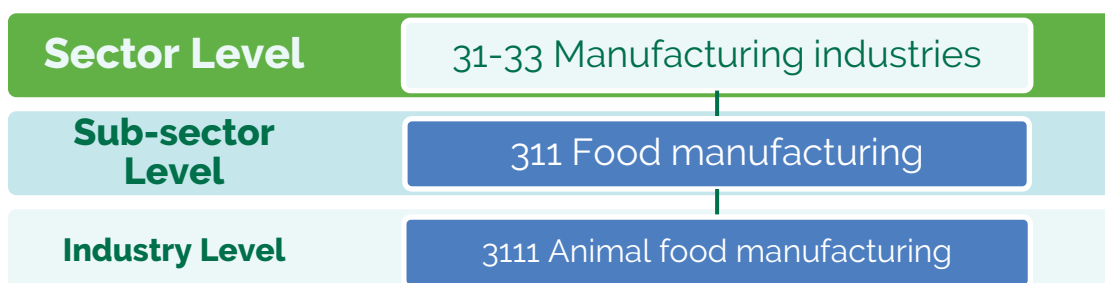 Sector Level
31-33 Manufacturing industries
Sub-sector
Level
311 Food manufacturing
Industry Level
3111 Animal food manufacturing